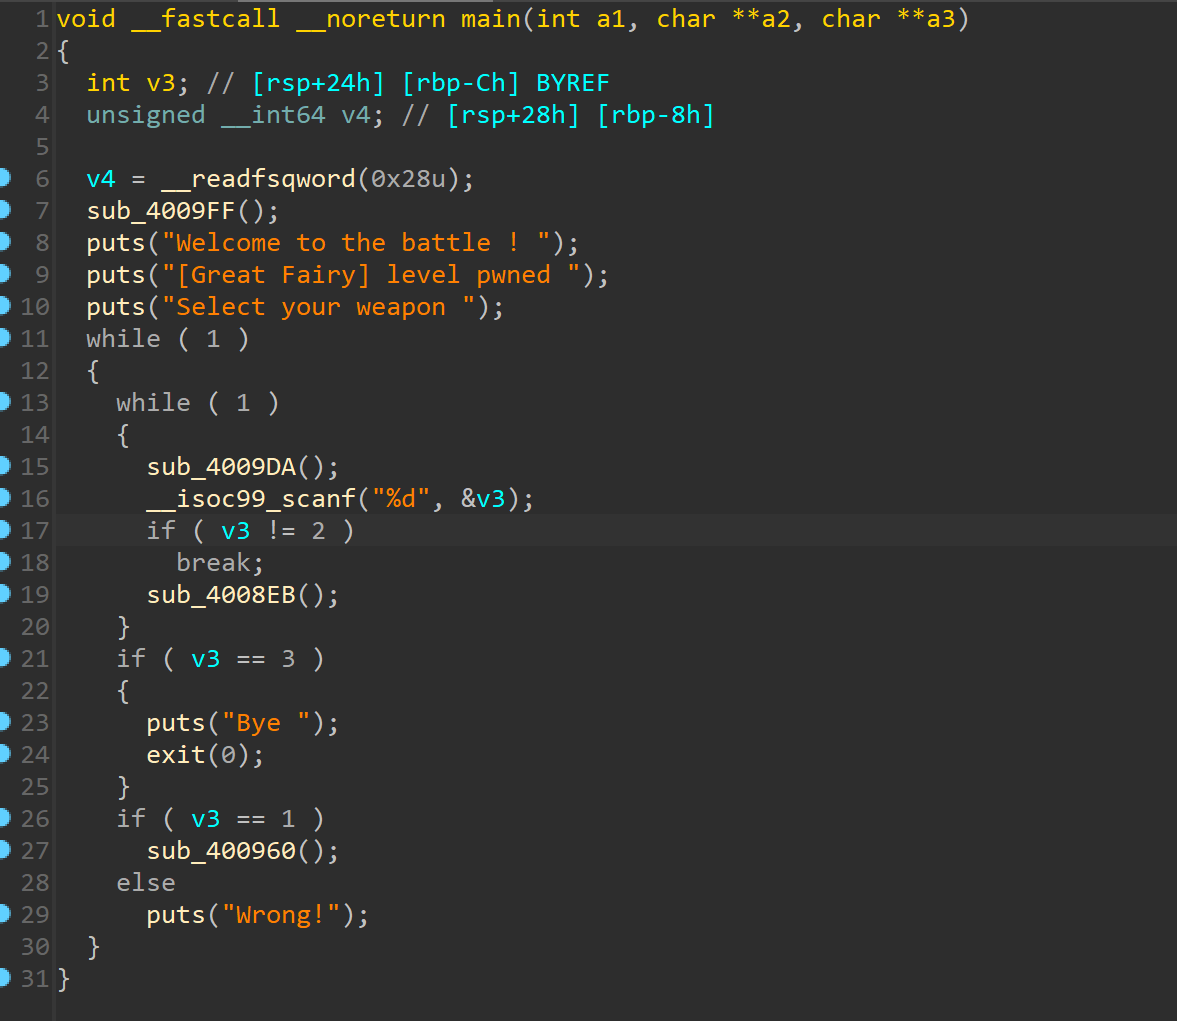 1 void __fastcall __noreturn main(int a1, char **a2, char **a3)
2 {
3   int v3; // [rsp+24h] [rbp-Ch] BYREF
4   unsigned __int64 v4; // [rsp+28h] [rbp-8h]
5
6   v4 = __readfsqword(0x28u);
7   sub_4009FF();
8   puts("Welcome to the battle ! ");
9   puts("[Great Fairy] level pwned ");
10   puts("Select your weapon ");
11   while ( 1 )
12   {
13     while ( 1 )
14     {
15       sub_4009DA();
16       __isoc99_scanf("%d", &v3);
17       if ( v3 != 2 )
18         break;
19       sub_4008EB();
20     }
21     if ( v3 == 3 )
22     {
23       puts("Bye ");
24       exit(0);
25     }
26     if ( v3 == 1 )
27       sub_400960();
28     else
29       puts("Wrong!");
30   }
31 }